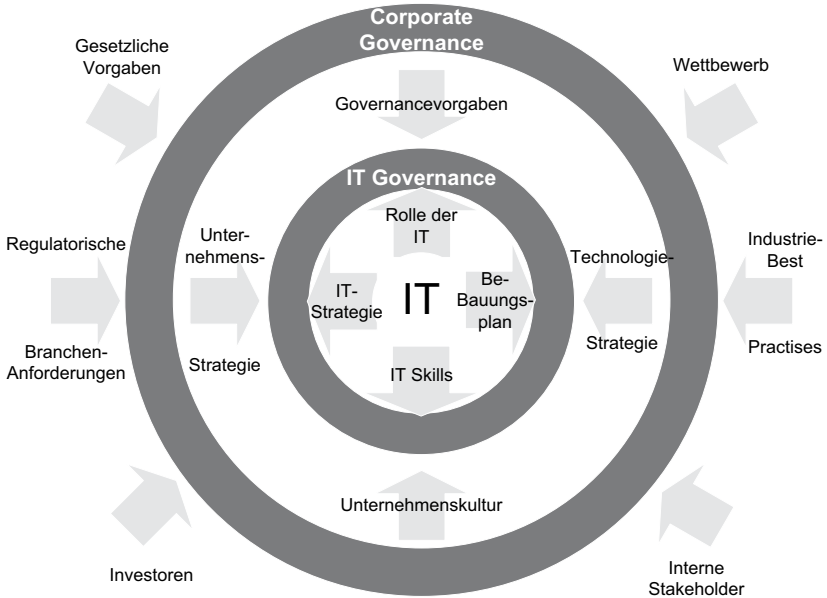 Corporate
Governance
Gesetzliche
Vorgaben
Wettbewerb
Governancevorgaben
IT Governance
Rolle der
IT
Regulatorische
Branchen-
Anforderungen
Unter-
nehmens-
Strategie
IT-
Strategie
IT
Be-
Bauungs-
plan
Technologie-
Strategie
Industrie-
Best
Practises
IT Skills
Unternehmenskultur
Investoren
Interne
Stakeholder